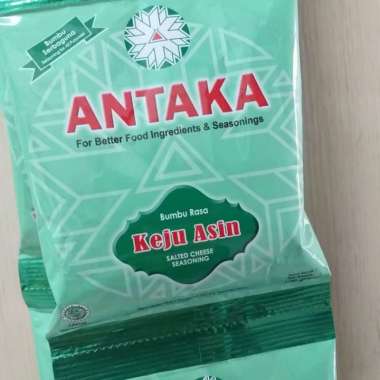 Bumbu
Serbaguna
ANTAKA
For Better Food Ingredients & Seasonings
Bumbu Rasa
Keju Asin
SALTED CHEESE
SEASONING